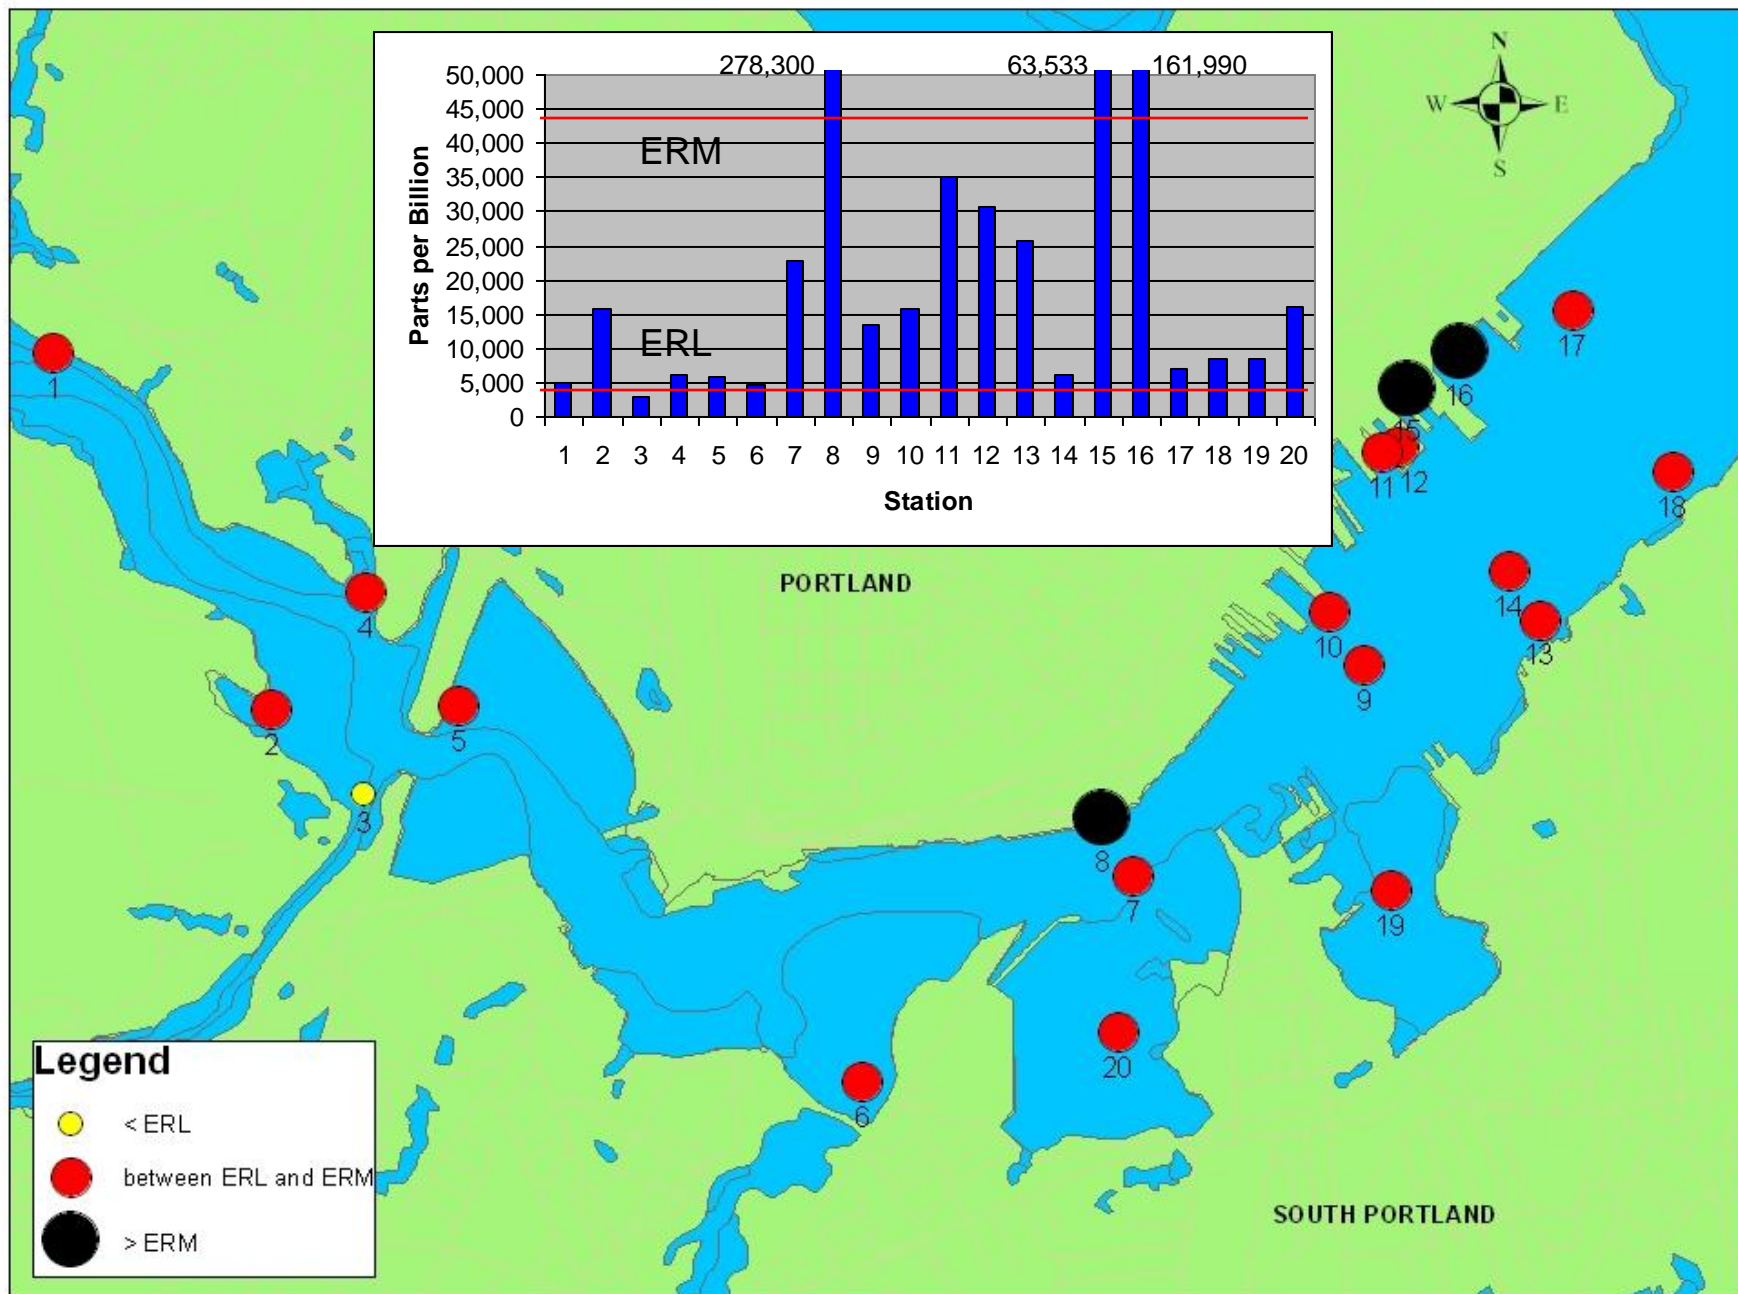 278,300
63,533
161,990
50,000
45,000
40,000
35,000
30,000
25,000
20,000
15,000
10,000
5,000
0
Parts per Billion
ERM
ERL
1 2 3 4 5 6 7 8 9 10 11 12 13 14 15 16 17 18 19 20
Station
N
W E
S
1
17
16
15
11 12
18
PORTLAND
4
14
10 13
2 5
9
3
8
7
19
20
6
Legend
< ERL
between ERL and ERM
> ERM
SOUTH PORTLAND